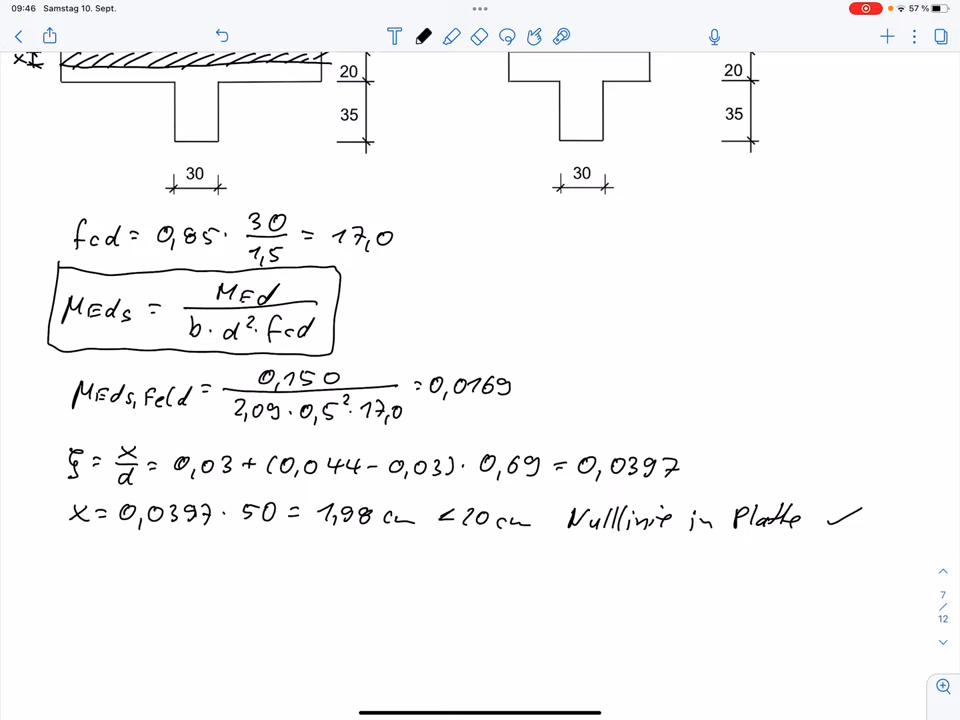 09:46 Samstag 10. Sept. 57 %
x
20 20
35 35
30 30
fcd = 0,85 · 30/1,5 = 17,0
μEds = MEd / b · d² · fcd
μEds, Feld = 0,150 / 2,09 · 0,5² · 17,0 = 0,0169
ξ = x/d = 0,03 + (0,044 - 0,03) · 0,69 = 0,0397
x = 0,0397 · 50 = 1,98 cm < 20 cm Nulllinie in Platte ✓
7
/
12